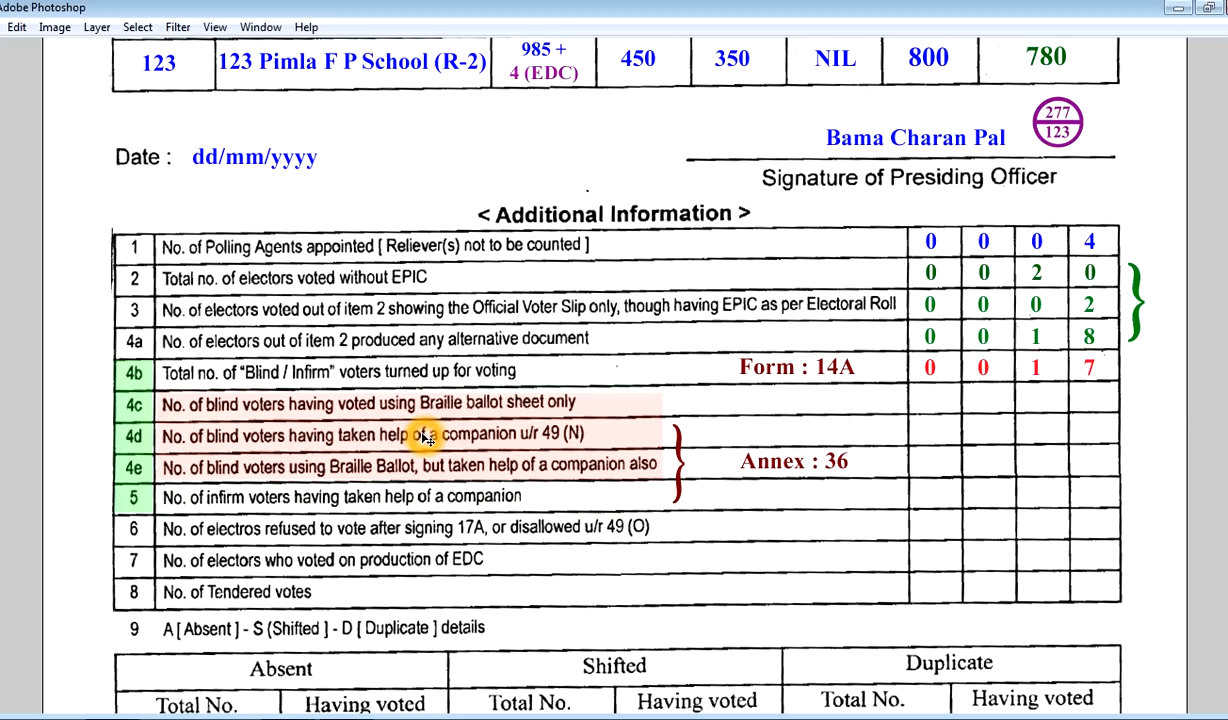 Adobe Photoshop
Edit Image Layer Select Filter View Window Help
123 123 Pimla F P School (R-2) 985 + 4 (EDC) 450 350 NIL 800 780
277
123
Bama Charan Pal
Date : dd/mm/yyyy
Signature of Presiding Officer
< Additional Information >
1 No. of Polling Agents appointed [ Reliever(s) not to be counted ] 0 0 0 4
2 Total no. of electors voted without EPIC 0 0 2 0
3 No. of electors voted out of item 2 showing the Official Voter Slip only, though having EPIC as per Electoral Roll 0 0 0 2
4a No. of electors out of item 2 produced any alternative document 0 0 1 8
4b Total no. of "Blind / Infirm" voters turned up for voting Form : 14A 0 0 1 7
4c No. of blind voters having voted using Braille ballot sheet only
4d No. of blind voters having taken help of a companion u/r 49 (N)
4e No. of blind voters using Braille Ballot, but taken help of a companion also Annex : 36
5 No. of infirm voters having taken help of a companion
6 No. of electros refused to vote after signing 17A, or disallowed u/r 49 (O)
7 No. of electors who voted on production of EDC
8 No. of Tendered votes
9 A [ Absent ] - S (Shifted ] - D [ Duplicate ] details
Absent Shifted Duplicate
Total No. Having voted Total No. Having voted Total No. Having voted